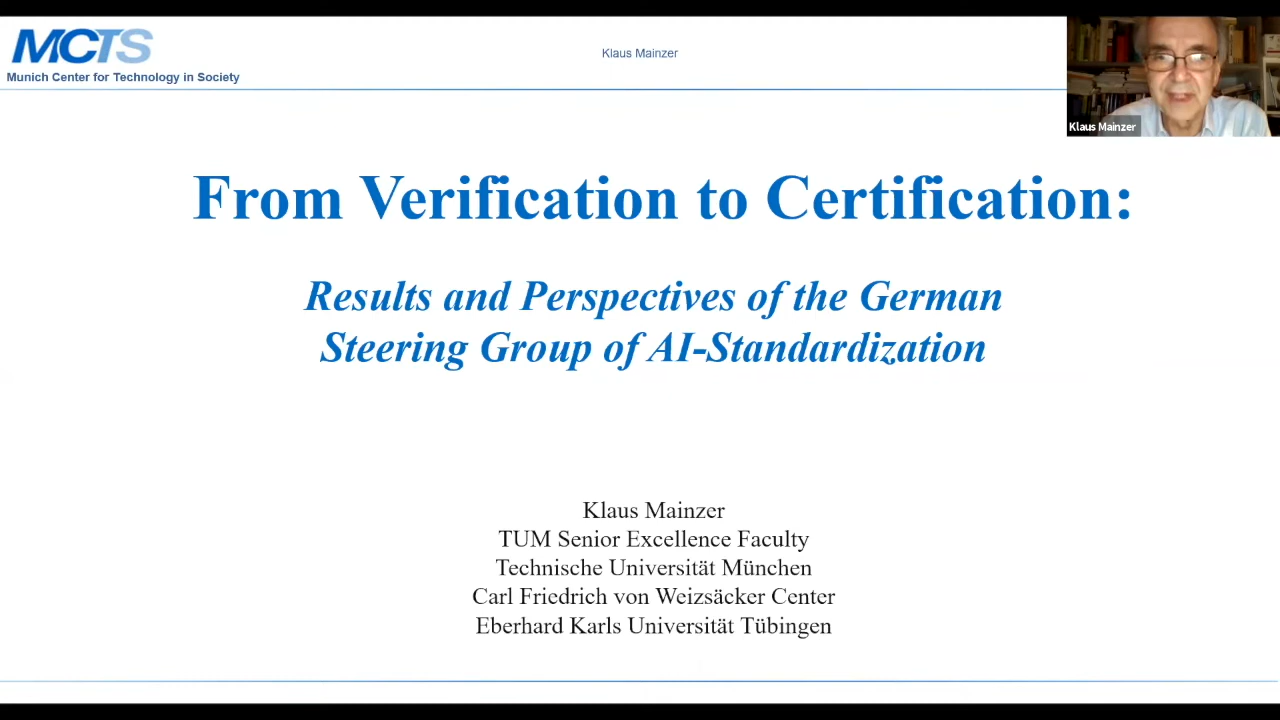 MCTS
Munich Center for Technology in Society
Klaus Mainzer
Klaus Mainzer
From Verification to Certification:
Results and Perspectives of the German
Steering Group of AI-Standardization
Klaus Mainzer
TUM Senior Excellence Faculty
Technische Universität München
Carl Friedrich von Weizsäcker Center
Eberhard Karls Universität Tübingen